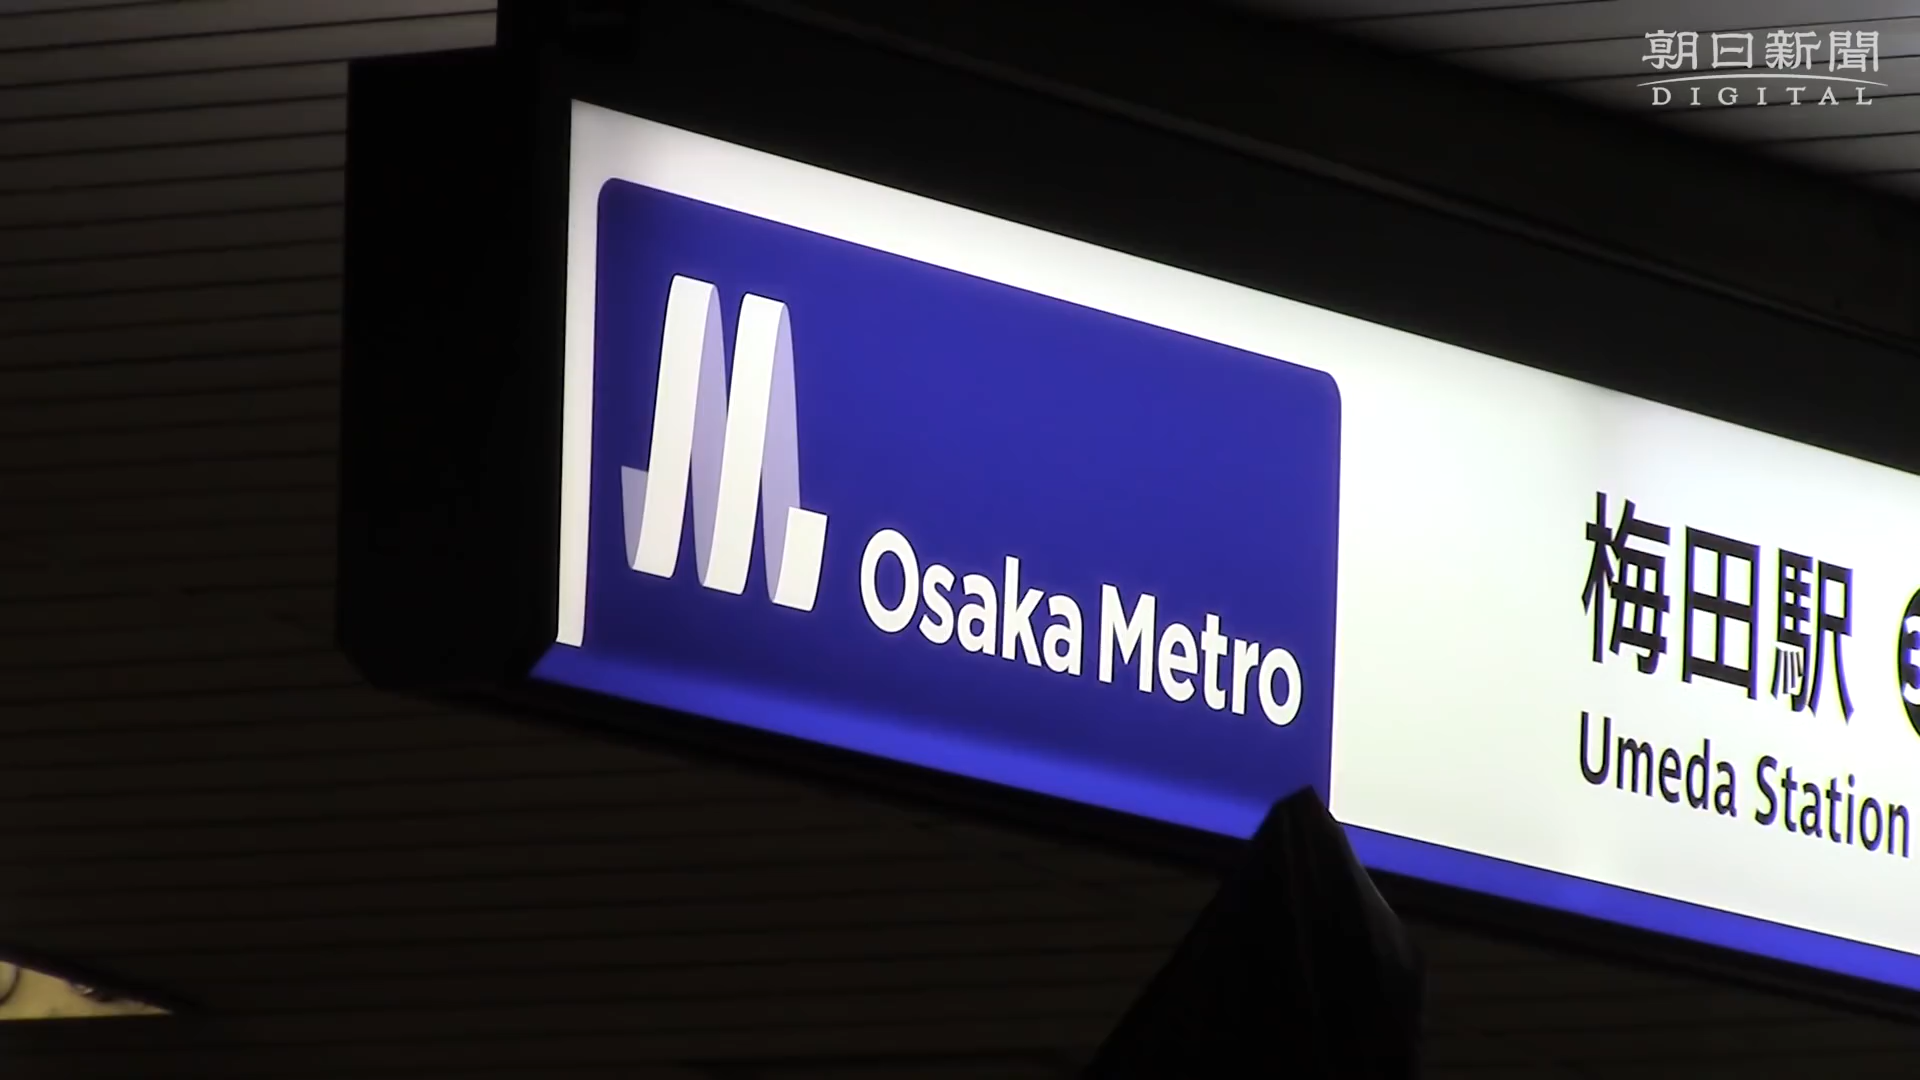 朝日新聞
DIGITAL
Osaka Metro
梅田駅
Umeda Station